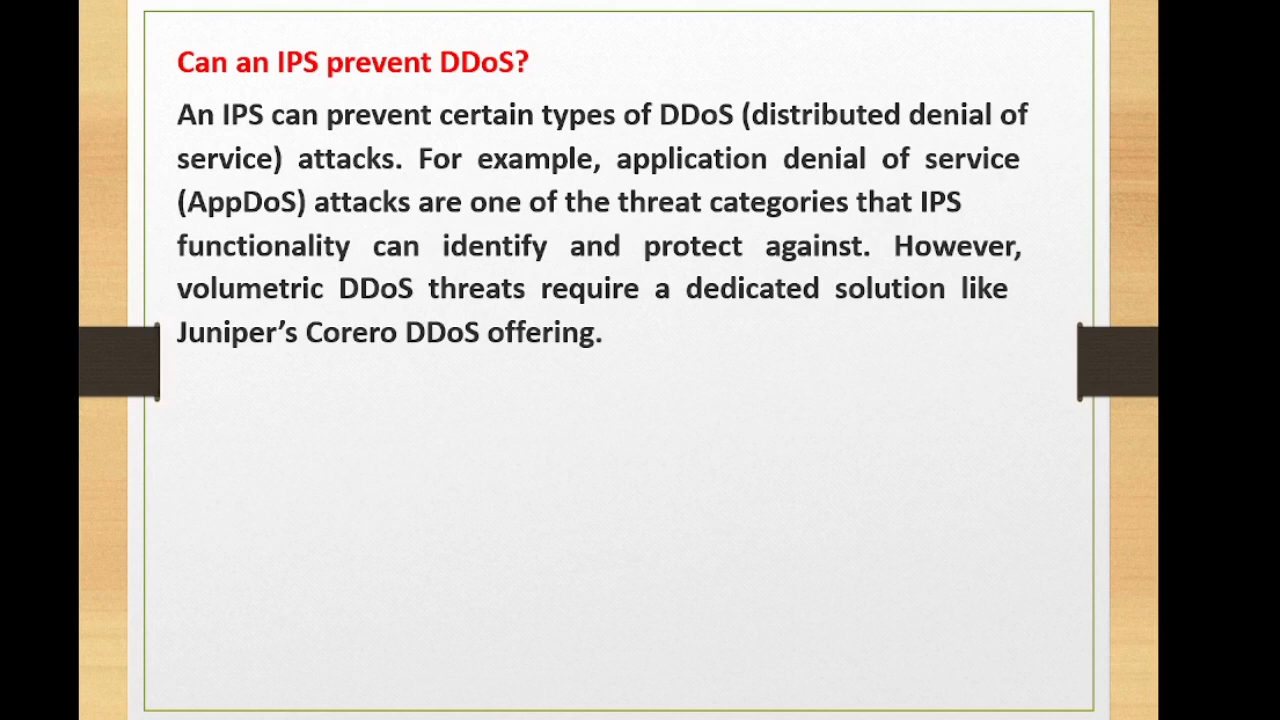 Can an IPS prevent DDoS?
An IPS can prevent certain types of DDoS (distributed denial of
service) attacks. For example, application denial of service
(AppDoS) attacks are one of the threat categories that IPS
functionality can identify and protect against. However,
volumetric DDoS threats require a dedicated solution like
Juniper’s Corero DDoS offering.